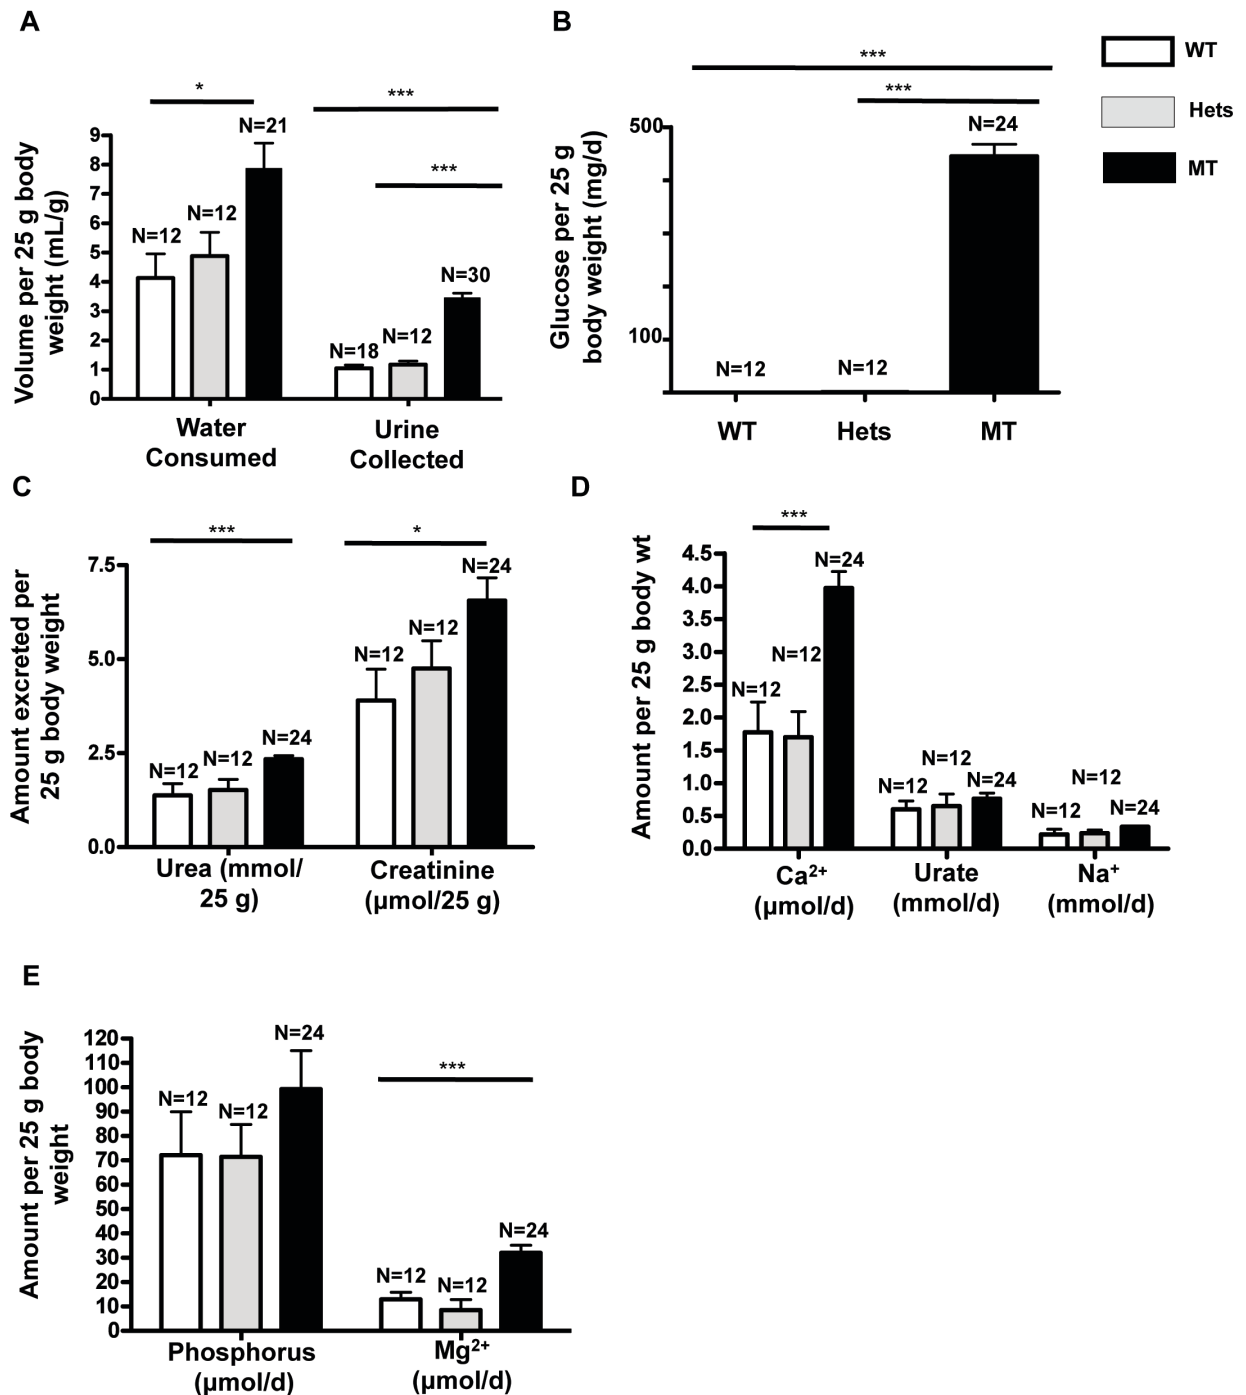 A
B
WT
Hets
MT
*
***
***
Volume per 25 g body
weight (mL/g)
9
8
7
6
5
4
3
2
1
0
N=12
N=12
N=21
N=18
N=12
N=30
Water
Consumed
Urine
Collected
***
***
Glucose per 25 g
body weight (mg/d)
500
100
N=12
N=12
N=24
WT
Hets
MT
C
D
***
*
Amount excreted per
25 g body weight
7.5
5.0
2.5
0.0
N=12
N=12
N=24
N=12
N=12
N=24
Urea (mmol/
25 g)
Creatinine
(µmol/25 g)
***
Amount per 25 g body wt
4.5
4.0
3.5
3.0
2.5
2.0
1.5
1.0
0.5
0.0
N=12
N=12
N=24
N=12
N=12
N=24
N=12
N=12
N=24
Ca²⁺
(µmol/d)
Urate
(mmol/d)
Na⁺
(mmol/d)
E
***
Amount per 25 g body
weight
120
110
100
90
80
70
60
50
40
30
20
10
0
N=12
N=12
N=24
N=12
N=12
N=24
Phosphorus
(µmol/d)
Mg²⁺
(µmol/d)